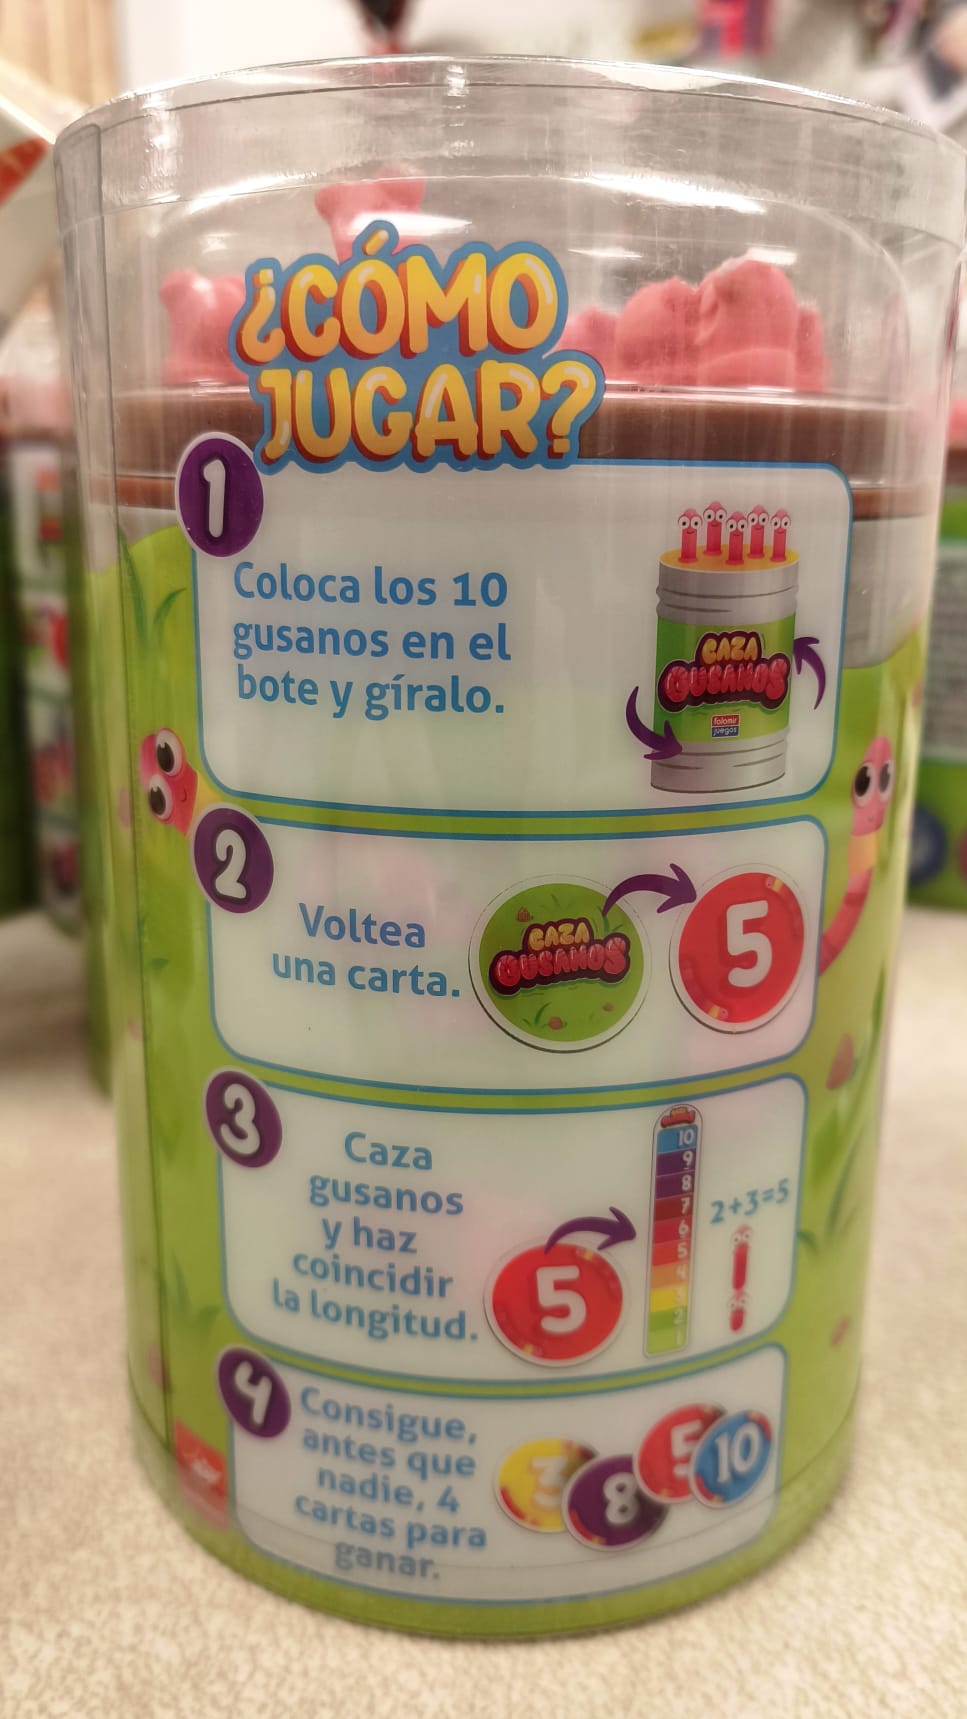 ¿CÓMO
JUGAR?
1
Coloca los 10
gusanos en el
bote y gíralo.
CAZA
GUSANOS
falomir
juegos
2
Voltea
una carta.
CAZA
GUSANOS
5
3
Caza
gusanos
y haz
coincidir
la longitud.
5
10
9
8
7
6
5
4
3
2
1
2+3=5
4
Consigue,
antes que
nadie, 4
cartas para
ganar.
3
8
5
10